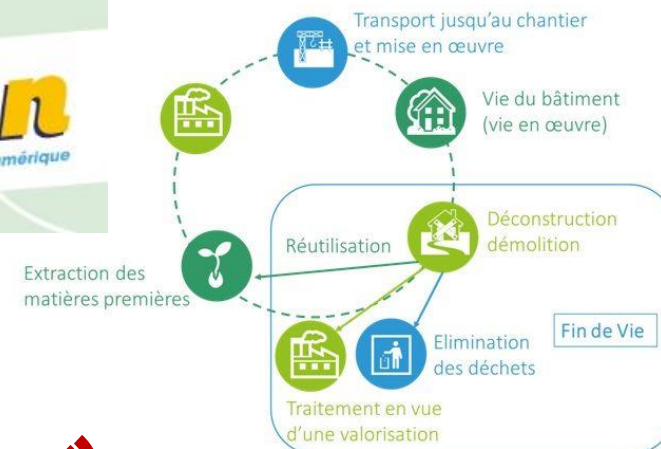 Transport jusqu'au chantier
et mise en œuvre
Vie du bâtiment
(vie en œuvre)
Déconstruction
démolition
Réutilisation
Extraction des
matières premières
Elimination
des déchets
Fin de Vie
Traitement en vue
d'une valorisation